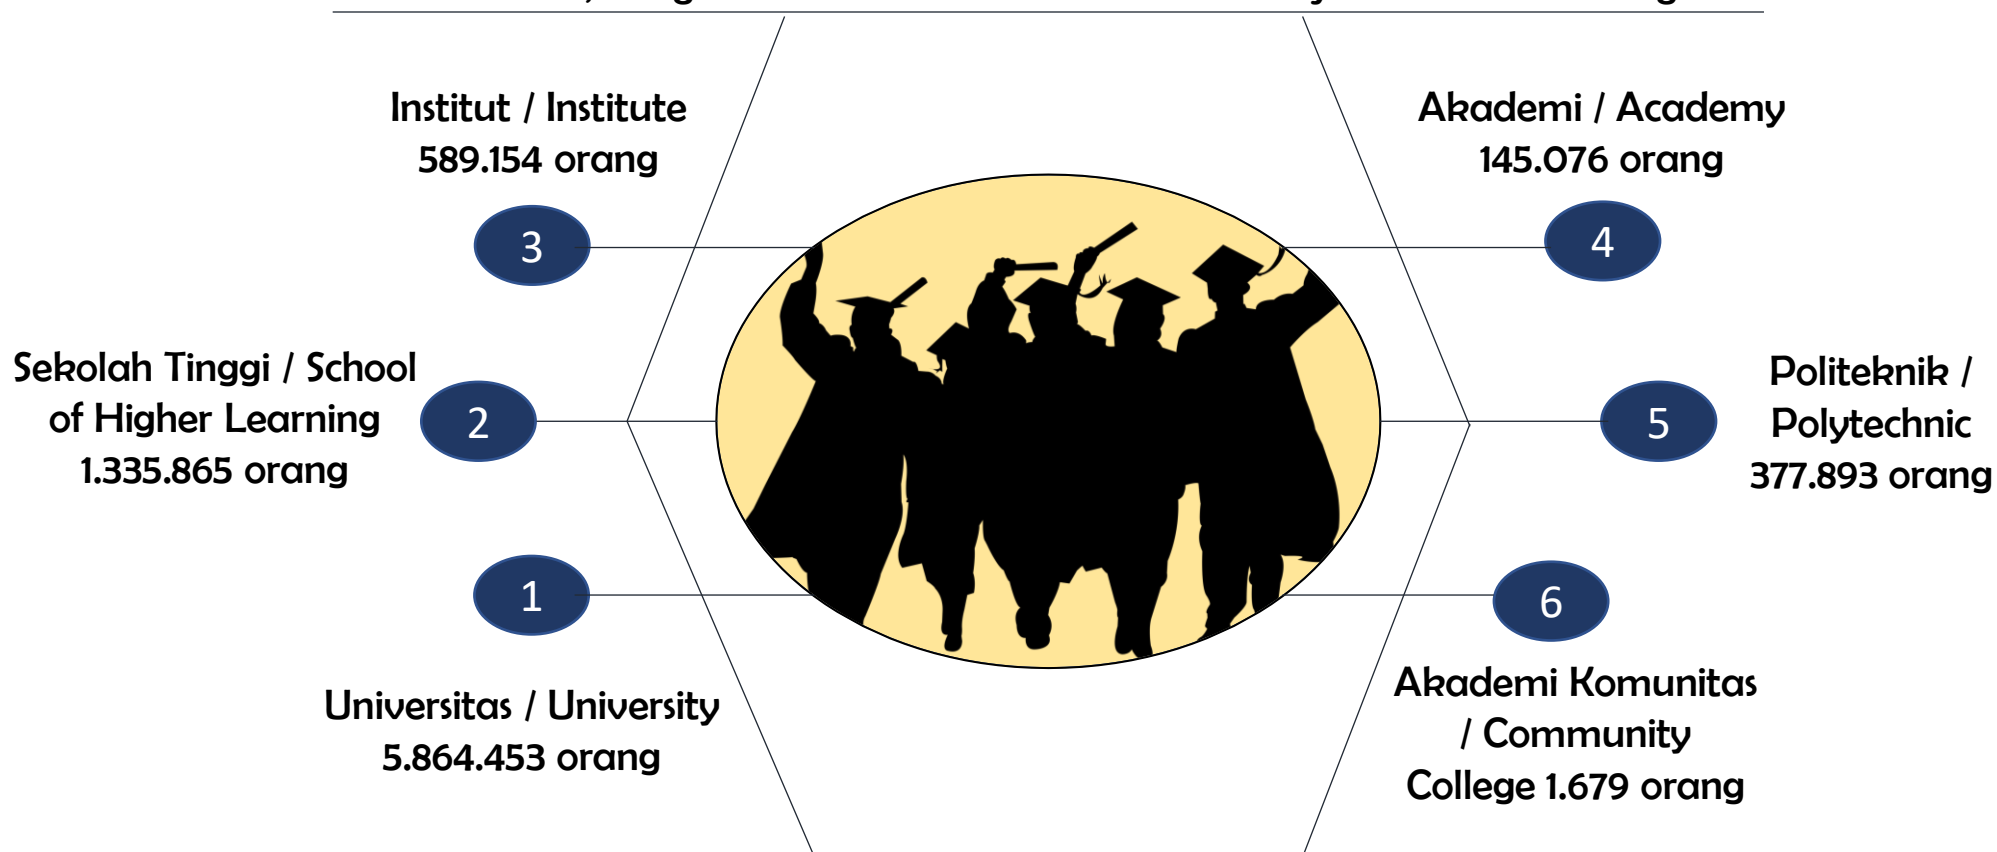 Institut / Institute
589.154 orang
3
Sekolah Tinggi / School
of Higher Learning
1.335.865 orang
2
1
Universitas / University
5.864.453 orang
Akademi / Academy
145.076 orang
4
Politeknik /
Polytechnic
377.893 orang
5
6
Akademi Komunitas
/ Community
College 1.679 orang